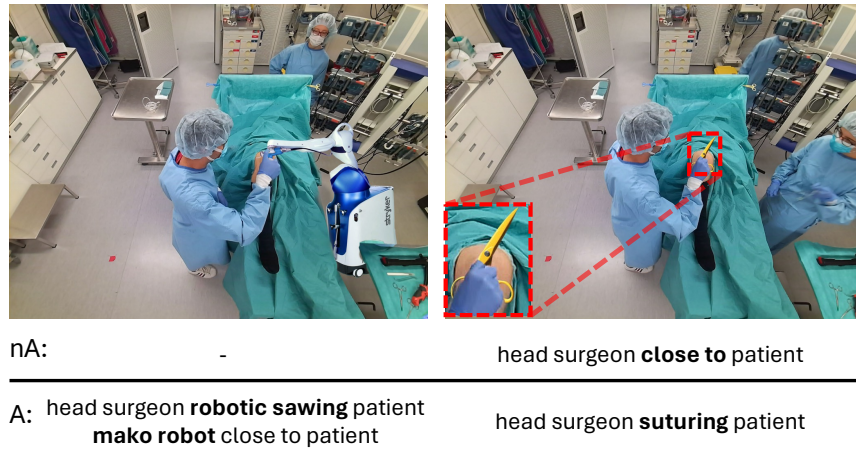 stryker
nA:
-
head surgeon close to patient
A:
head surgeon robotic sawing patient
mako robot close to patient
head surgeon suturing patient